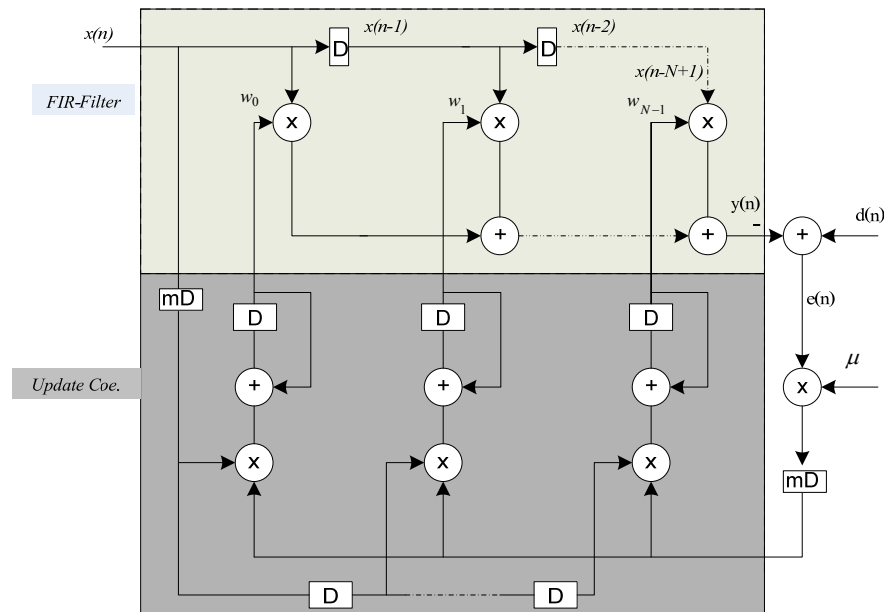 x(n)
x(n-1)
x(n-2)
D
D
x(n-N+1)
FIR-Filter
w0
w1
wN−1
x
x
x
y(n)
d(n)
+
+
-
+
mD
e(n)
D
D
D
Update Coe.
+
+
+
x
μ
x
x
x
mD
D
D